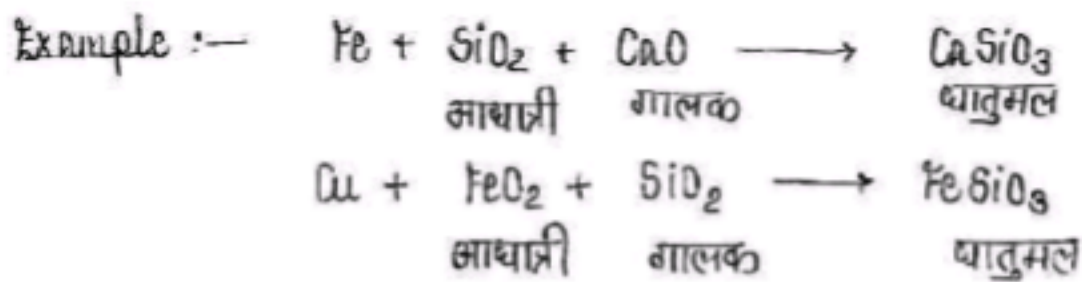 Example :— Fe + SiO₂ + CaO ⟶ CaSiO₃
आधात्री गालक धातुमल
Cu + FeO₂ + SiO₂ ⟶ FeSiO₃
आधात्री गालक धातुमल